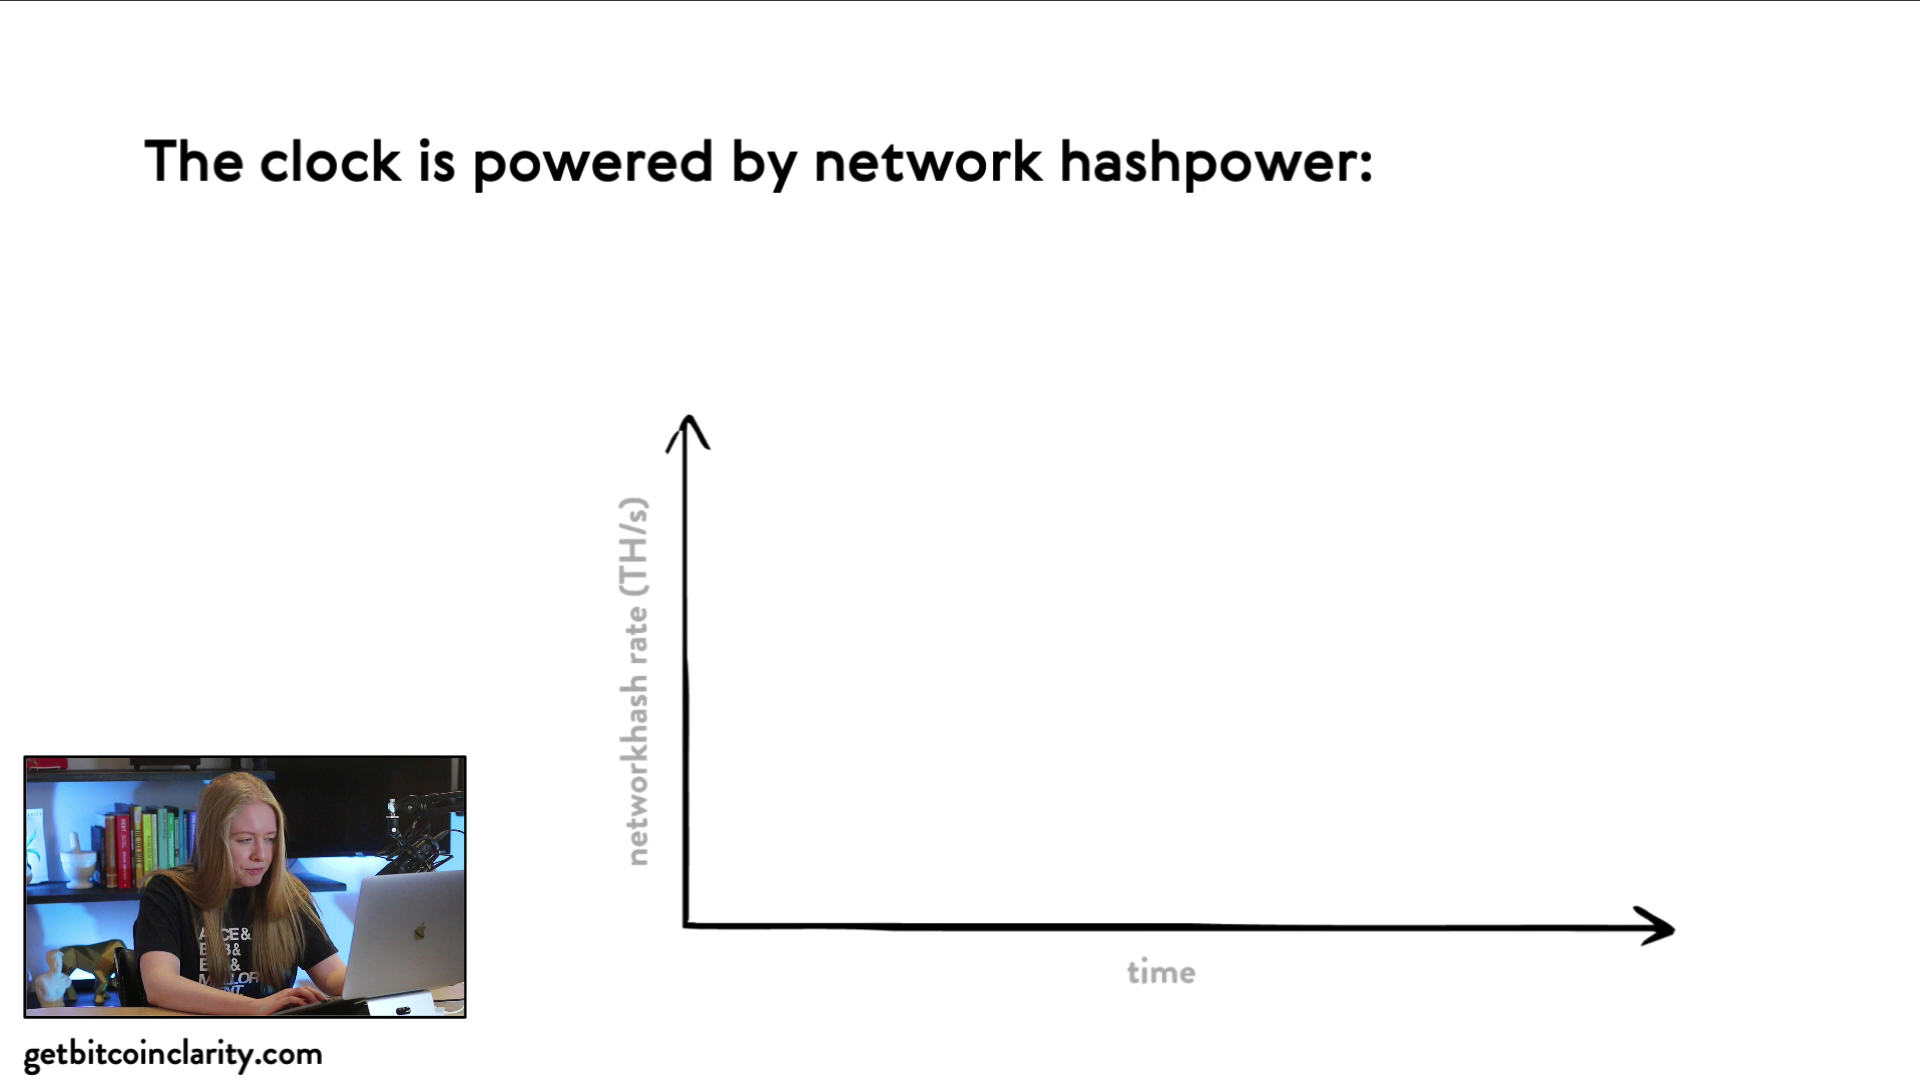 The clock is powered by network hashpower:
networkhash rate (TH/s)
time
getbitcoinclarity.com